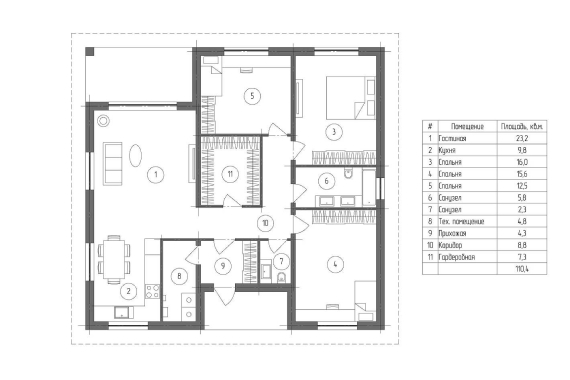 # Помещение Площадь, кв.м.
1 Гостиная 23,2
2 Кухня 9,8
3 Спальня 16,0
4 Спальня 15,6
5 Спальня 12,5
6 Санузел 5,8
7 Санузел 2,3
8 Тех. помещение 4,8
9 Прихожая 4,3
10 Коридор 8,8
11 Гардеробная 7,3
110,4
5
3
1
11
6
10
7
9
8
4
2